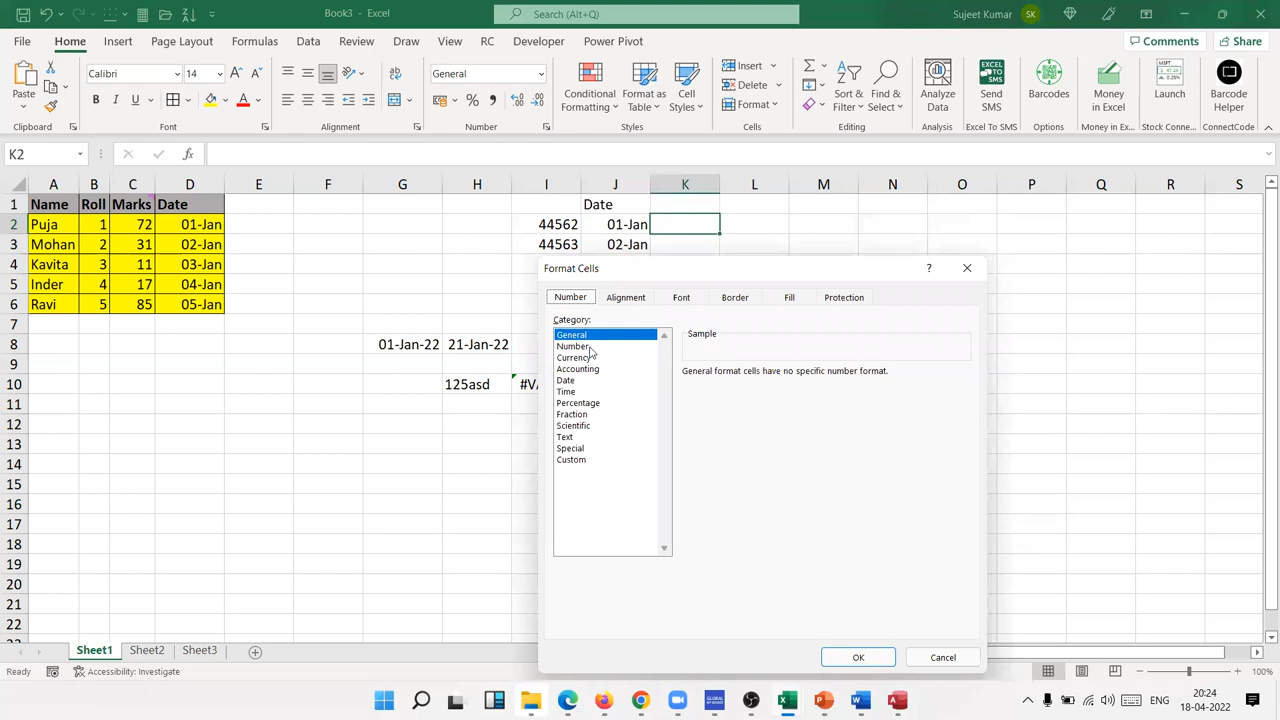 Book3 - Excel
Search (Alt+Q)
Sujeet Kumar
SK
File Home Insert Page Layout Formulas Data Review View Draw RC Developer Power Pivot
Comments Share
Paste
Clipboard
Calibri 14
B I U
Font
Alignment
General
Number
Conditional Formatting
Format as Table
Cell Styles
Styles
Insert
Delete
Format
Cells
Sort & Filter
Find & Select
Editing
Analyze Data
Analysis
Send SMS
Excel To SMS
Barcodes
Options
Money in Excel
Money in Ex...
Launch
Stock Connec...
Barcode Helper
ConnectCode
K2
fx
A B C D E F G H I J K L M N O P Q R S
1 Name Roll Marks Date Date
2 Puja 1 72 01-Jan 44562 01-Jan
3 Mohan 2 31 02-Jan 44563 02-Jan
4 Kavita 3 11 03-Jan
5 Inder 4 17 04-Jan
6 Ravi 5 85 05-Jan
7
8 01-Jan-22 21-Jan-22
9
10 125asd
11
12
13
14
15
16
17
18
19
20
21
22
Format Cells
?
Number Alignment Font Border Fill Protection
Category:
General
Number
Currency
Accounting
Date
Time
Percentage
Fraction
Scientific
Text
Special
Custom
Sample
General format cells have no specific number format.
OK Cancel
Sheet1 Sheet2 Sheet3
Ready
Accessibility: Investigate
100%
ENG
20:24
18-04-2022